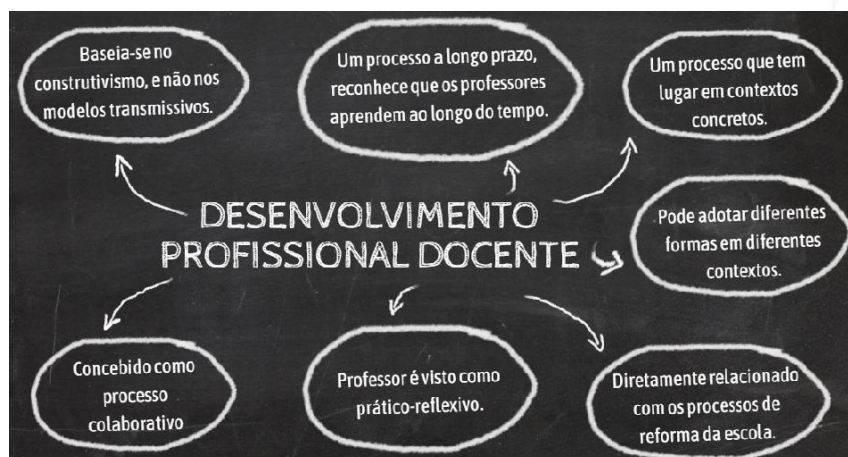 Baseia-se no
construtivismo, e não nos
modelos transmissivos.
Um processo a longo prazo,
reconhece que os professores
aprendem ao longo do tempo.
Um processo que tem
lugar em contextos
concretos.
DESENVOLVIMENTO
PROFISSIONAL DOCENTE
Pode adotar diferentes
formas em diferentes
contextos.
Concebido como
processo
colaborativo
Professor é visto como
prático-reflexivo.
Diretamente relacionado
com os processos de
reforma da escola.